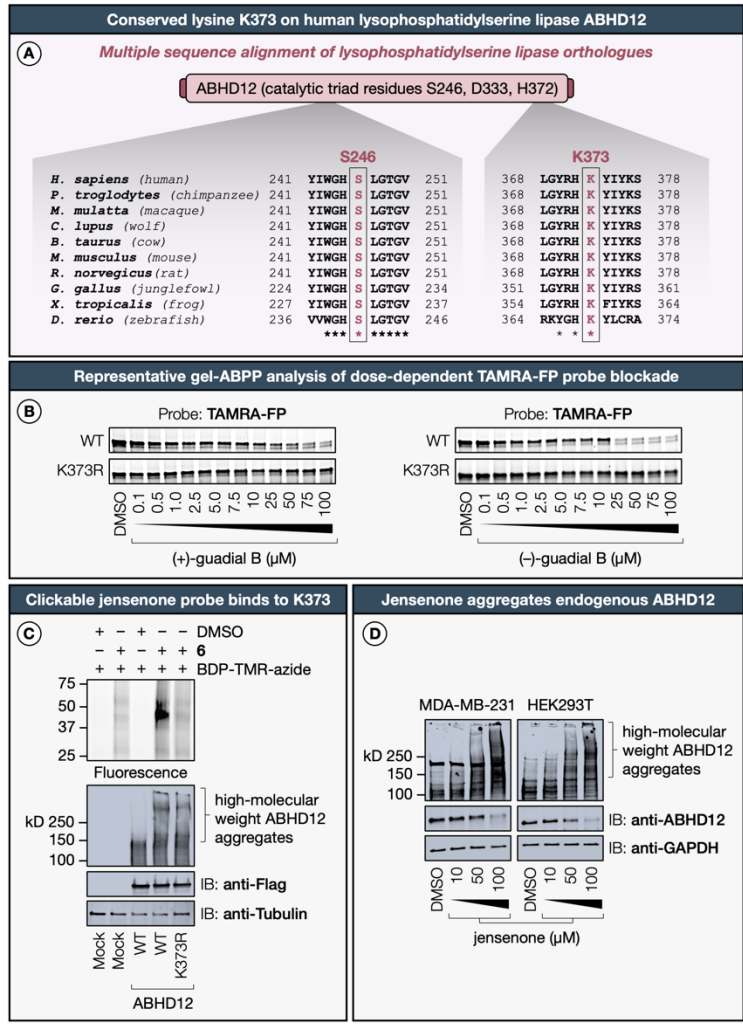 Conserved lysine K373 on human lysophosphatidylserine lipase ABHD12
A
Multiple sequence alignment of lysophosphatidylserine lipase orthologues
ABHD12 (catalytic triad residues S246, D333, H372)
S246 K373
H. sapiens (human) 241 YIWGH S LGTGV 251 368 LGYRH K YIYKS 378
P. troglodytes (chimpanzee) 241 YIWGH S LGTGV 251 368 LGYRH K YIYKS 378
M. mulatta (macaque) 241 YIWGH S LGTGV 251 368 LGYRH K YIYKS 378
C. lupus (wolf) 241 YIWGH S LGTGV 251 368 LGYRH K YIYKS 378
B. taurus (cow) 241 YIWGH S LGTGV 251 368 LGYRH K YIYKS 378
M. musculus (mouse) 241 YIWGH S LGTGV 251 368 LGYRH K YIYKS 378
R. norvegicus(rat) 241 YIWGH S LGTGV 251 368 LGYRH K YIYKS 378
G. gallus (junglefowl) 224 YIWGH S LGTGV 234 351 LGYRH K YIYRS 361
X. tropicalis (frog) 227 YIWGH S LGTGV 237 354 LGYRH K FIYKS 364
D. rerio (zebrafish) 236 VVWGH S LGTGV 246 364 RKYGH K YLCRA 374
*** * ***** * * *
Representative gel-ABPP analysis of dose-dependent TAMRA-FP probe blockade
B
Probe: TAMRA-FP
WT
K373R
DMSO 0.1 0.5 1.0 2.5 5.0 7.5 10 25 50 75 100
(+)-guadial B (µM)
Probe: TAMRA-FP
WT
K373R
DMSO 0.1 0.5 1.0 2.5 5.0 7.5 10 25 50 75 100
(–)-guadial B (µM)
Clickable jensenone probe binds to K373
C
+ – + – – DMSO
– + – + + 6
+ + + + + BDP-TMR-azide
75
50
37
25
Fluorescence
high-molecular
weight ABHD12
aggregates
kD 250
150
100
IB: anti-Flag
IB: anti-Tubulin
Mock Mock WT WT K373R
ABHD12
Jensenone aggregates endogenous ABHD12
D
MDA-MB-231 HEK293T
high-molecular
weight ABHD12
aggregates
kD 250
150
100
IB: anti-ABHD12
IB: anti-GAPDH
DMSO 10 50 100 DMSO 10 50 100
jensenone (µM)